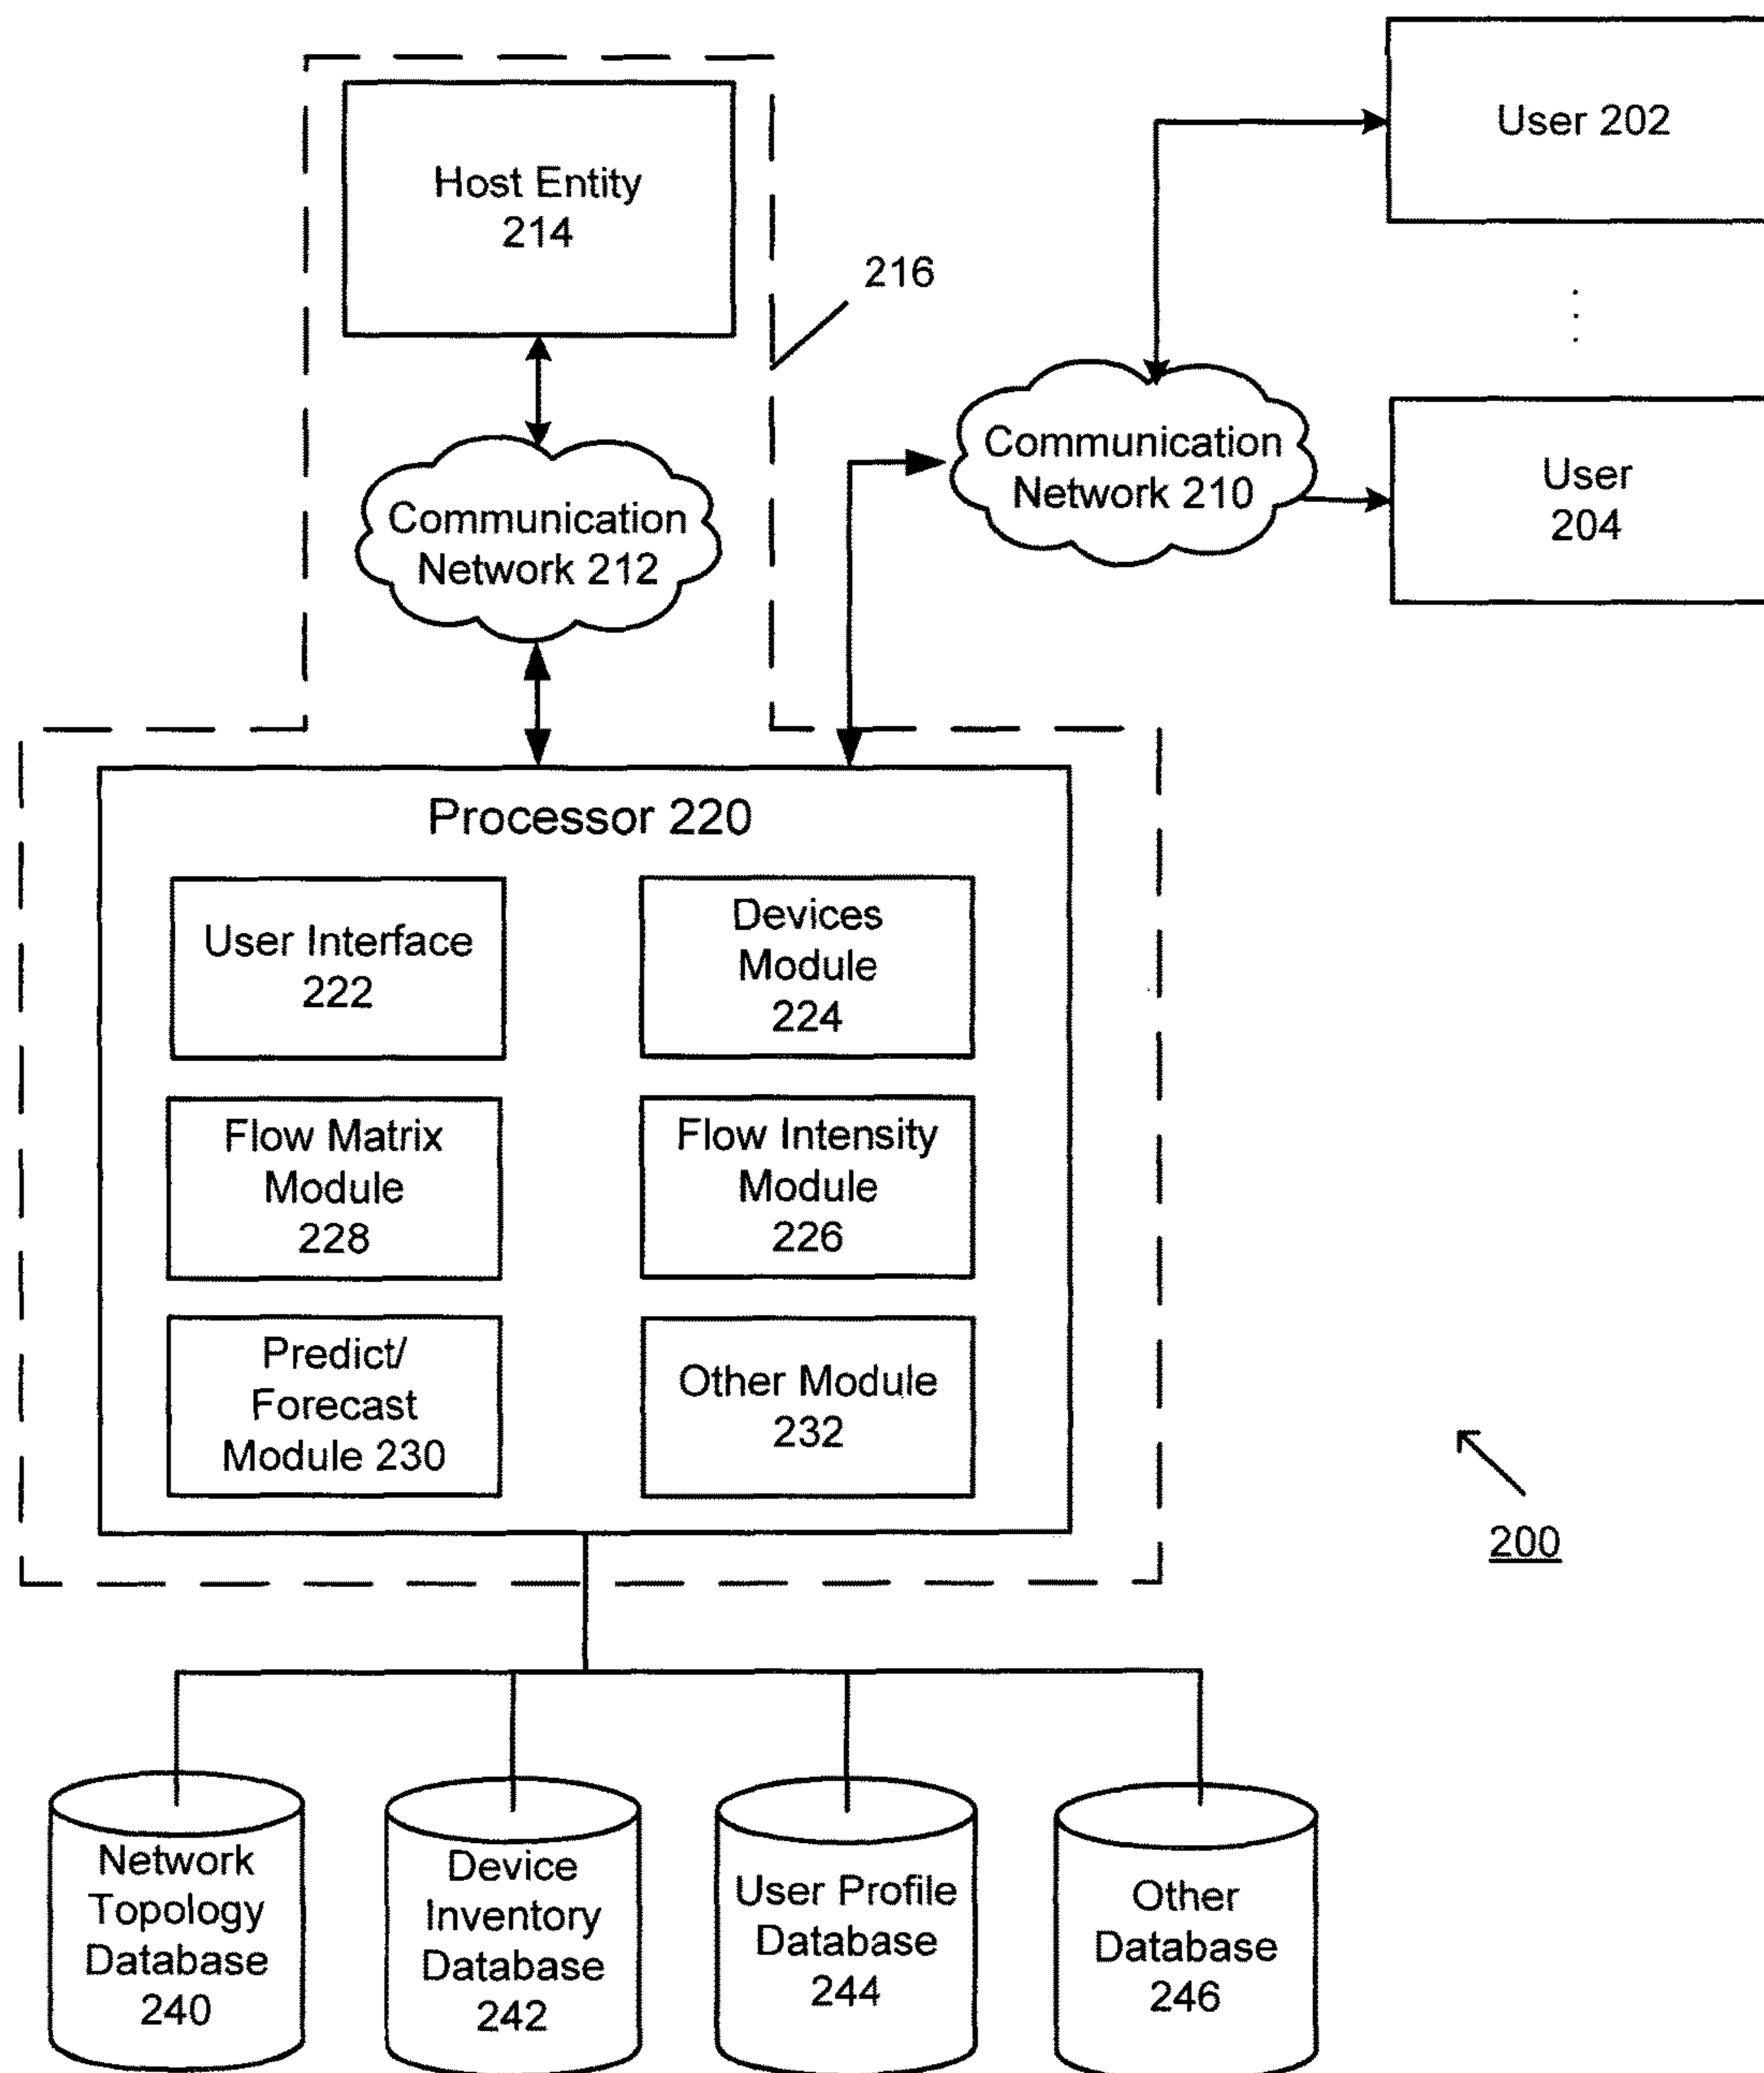 Host Entity
214
User 202
216
Communication
Network 210
User
204
Communication
Network 212
Processor 220
User Interface
222
Devices
Module
224
Flow Matrix
Module
228
Flow Intensity
Module
226
Predict/
Forecast
Module 230
Other Module
232
200
Network
Topology
Database
240
Device
Inventory
Database
242
User Profile
Database
244
Other
Database
246